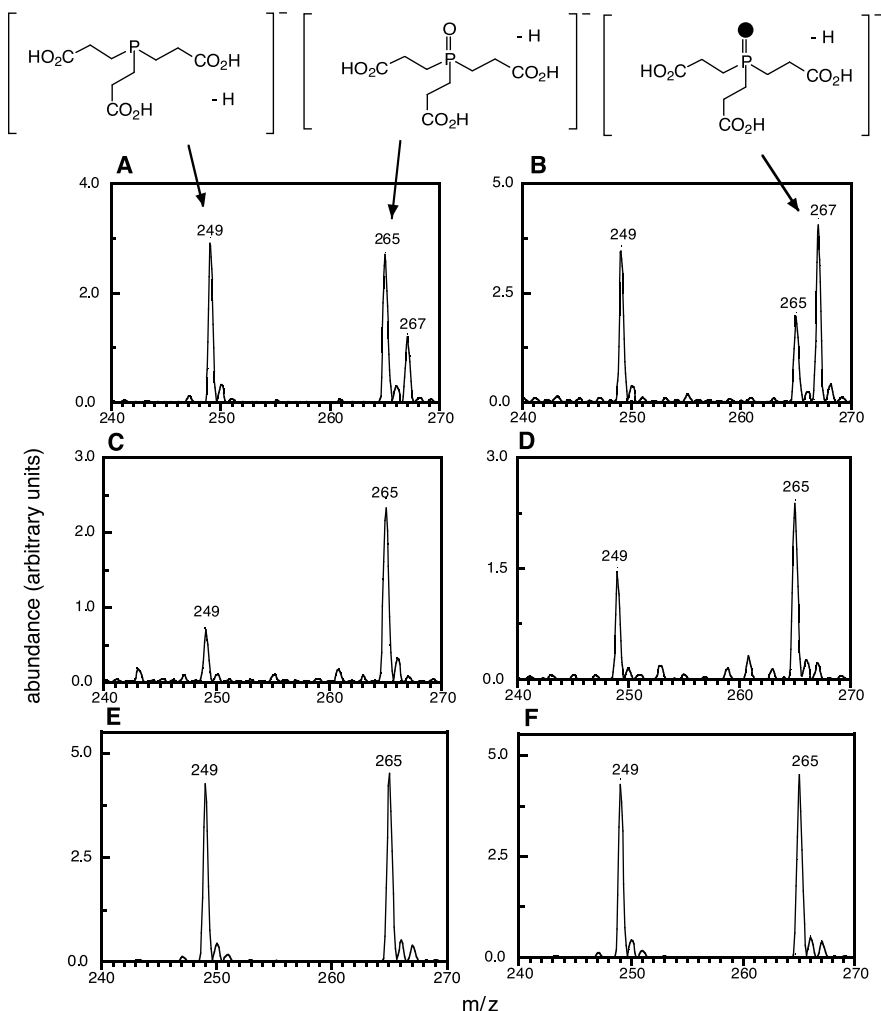 HO₂C P CO₂H
CO₂H - H
−
O
HO₂C P CO₂H
CO₂H
- H
−
HO₂C P CO₂H
CO₂H
- H
−
A
4.0
2.0
0.0
249
265
267
240 250 260 270
B
5.0
2.5
0.0
249
265
267
240 250 260 270
C
3.0
2.0
1.0
0.0
249
265
240 250 260 270
D
3.0
1.5
0.0
249
265
240 250 260 270
E
5.0
2.5
0.0
249
265
240 250 260 270
F
5.0
2.5
0.0
249
265
240 250 260 270
abundance (arbitrary units)
m/z